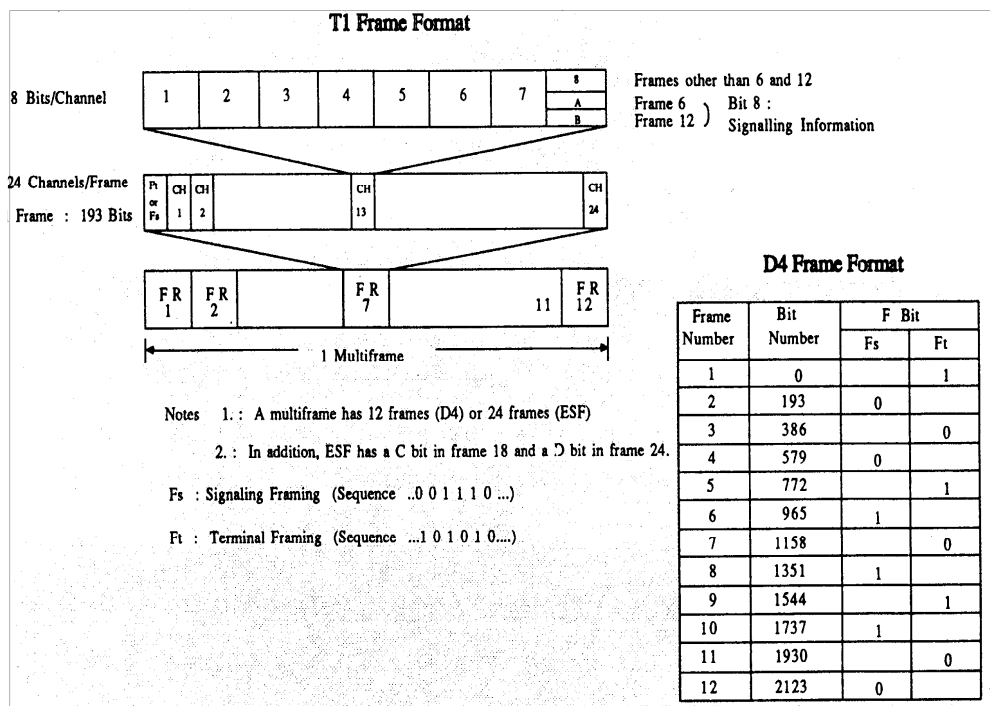 T1 Frame Format
8 Bits/Channel
1 2 3 4 5 6 7 8
A
B
Frames other than 6 and 12
Frame 6
Frame 12 ) Bit 8 :
Signalling Information
24 Channels/Frame
Frame : 193 Bits
Ft or Fs
CH 1
CH 2
CH 13
CH 24
FR 1
FR 2
FR 7
11
FR 12
1 Multiframe
Notes 1. : A multiframe has 12 frames (D4) or 24 frames (ESF)
2. : In addition, ESF has a C bit in frame 18 and a D bit in frame 24.
Fs : Signaling Framing (Sequence ..0 0 1 1 1 0 ...)
Ft : Terminal Framing (Sequence ...1 0 1 0 1 0....)
D4 Frame Format
Frame Number Bit Number F Bit
Fs Ft
1 0 1
2 193 0
3 386 0
4 579 0
5 772 1
6 965 1
7 1158 0
8 1351 1
9 1544 1
10 1737 1
11 1930 0
12 2123 0